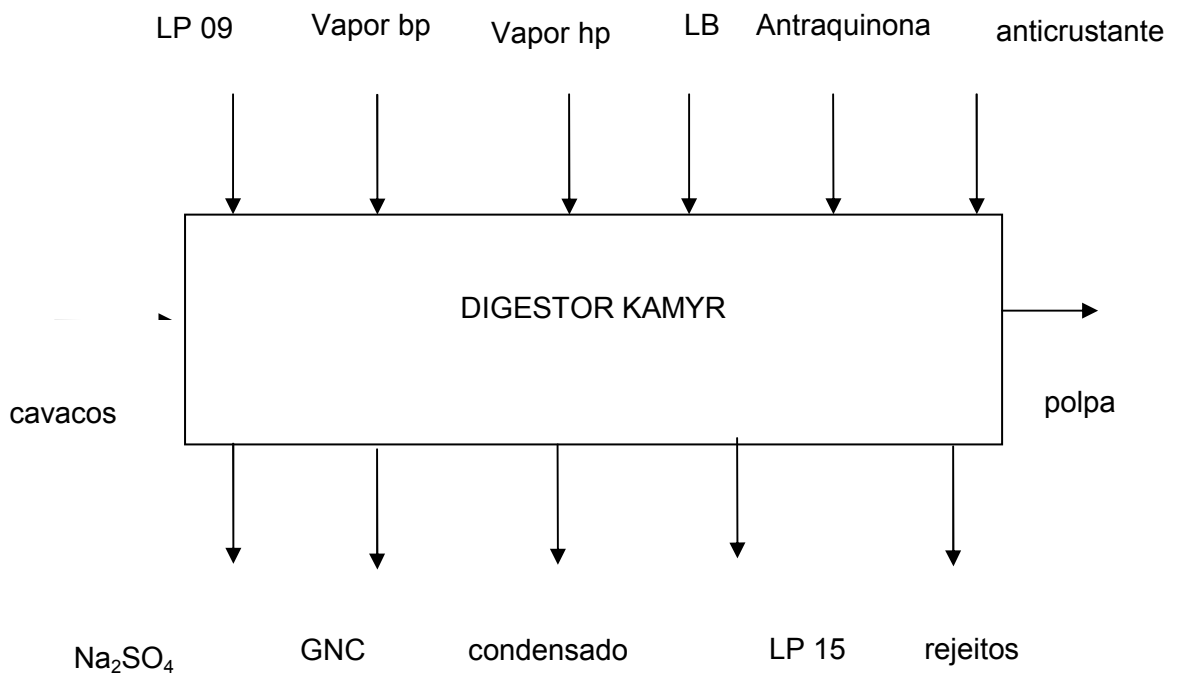 LP 09 Vapor bp Vapor hp LB Antraquinona anticrustante
DIGESTOR KAMYR
cavacos
polpa
Na₂SO₄ GNC condensado LP 15 rejeitos